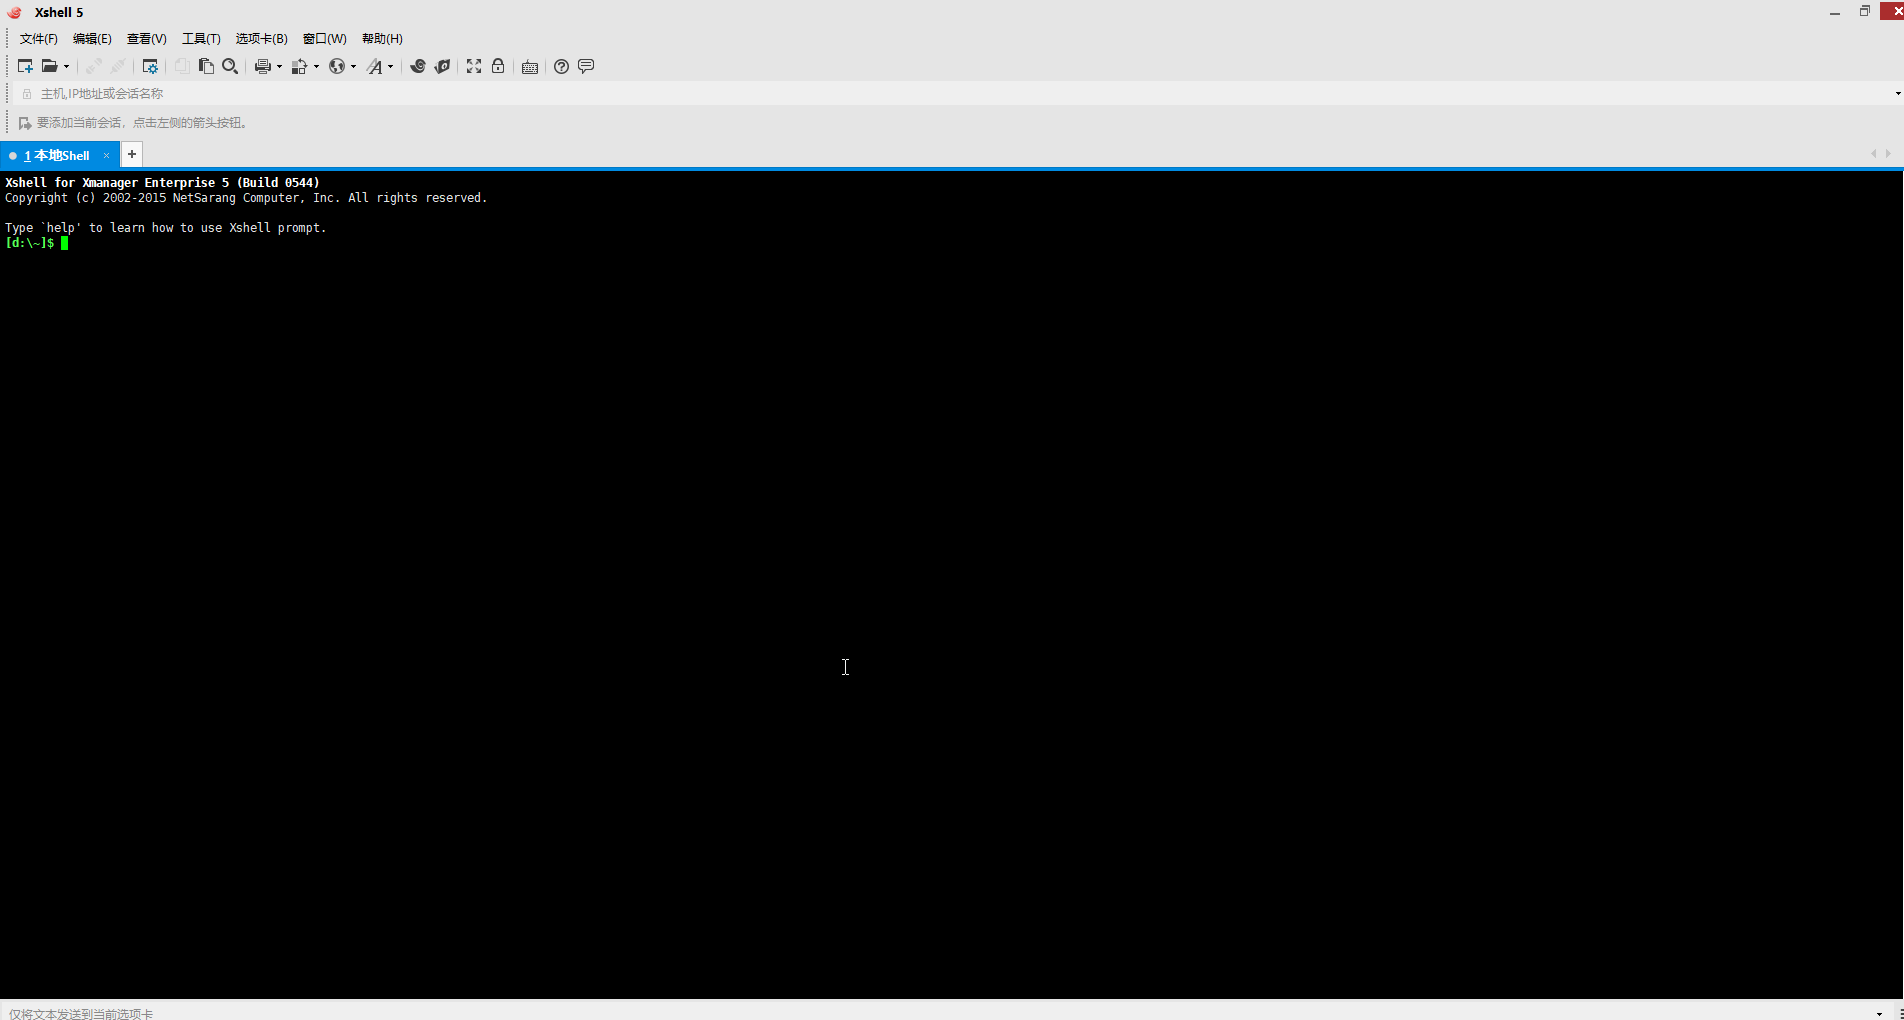 Xshell 5
文件(F) 编辑(E) 查看(V) 工具(T) 选项卡(B) 窗口(W) 帮助(H)
主机,IP地址或会话名称
要添加当前会话，点击左侧的箭头按钮。
1 本地Shell × +
Xshell for Xmanager Enterprise 5 (Build 0544)
Copyright (c) 2002-2015 NetSarang Computer, Inc. All rights reserved.
Type `help' to learn how to use Xshell prompt.
[d:\~]$
仅将文本发送到当前选项卡